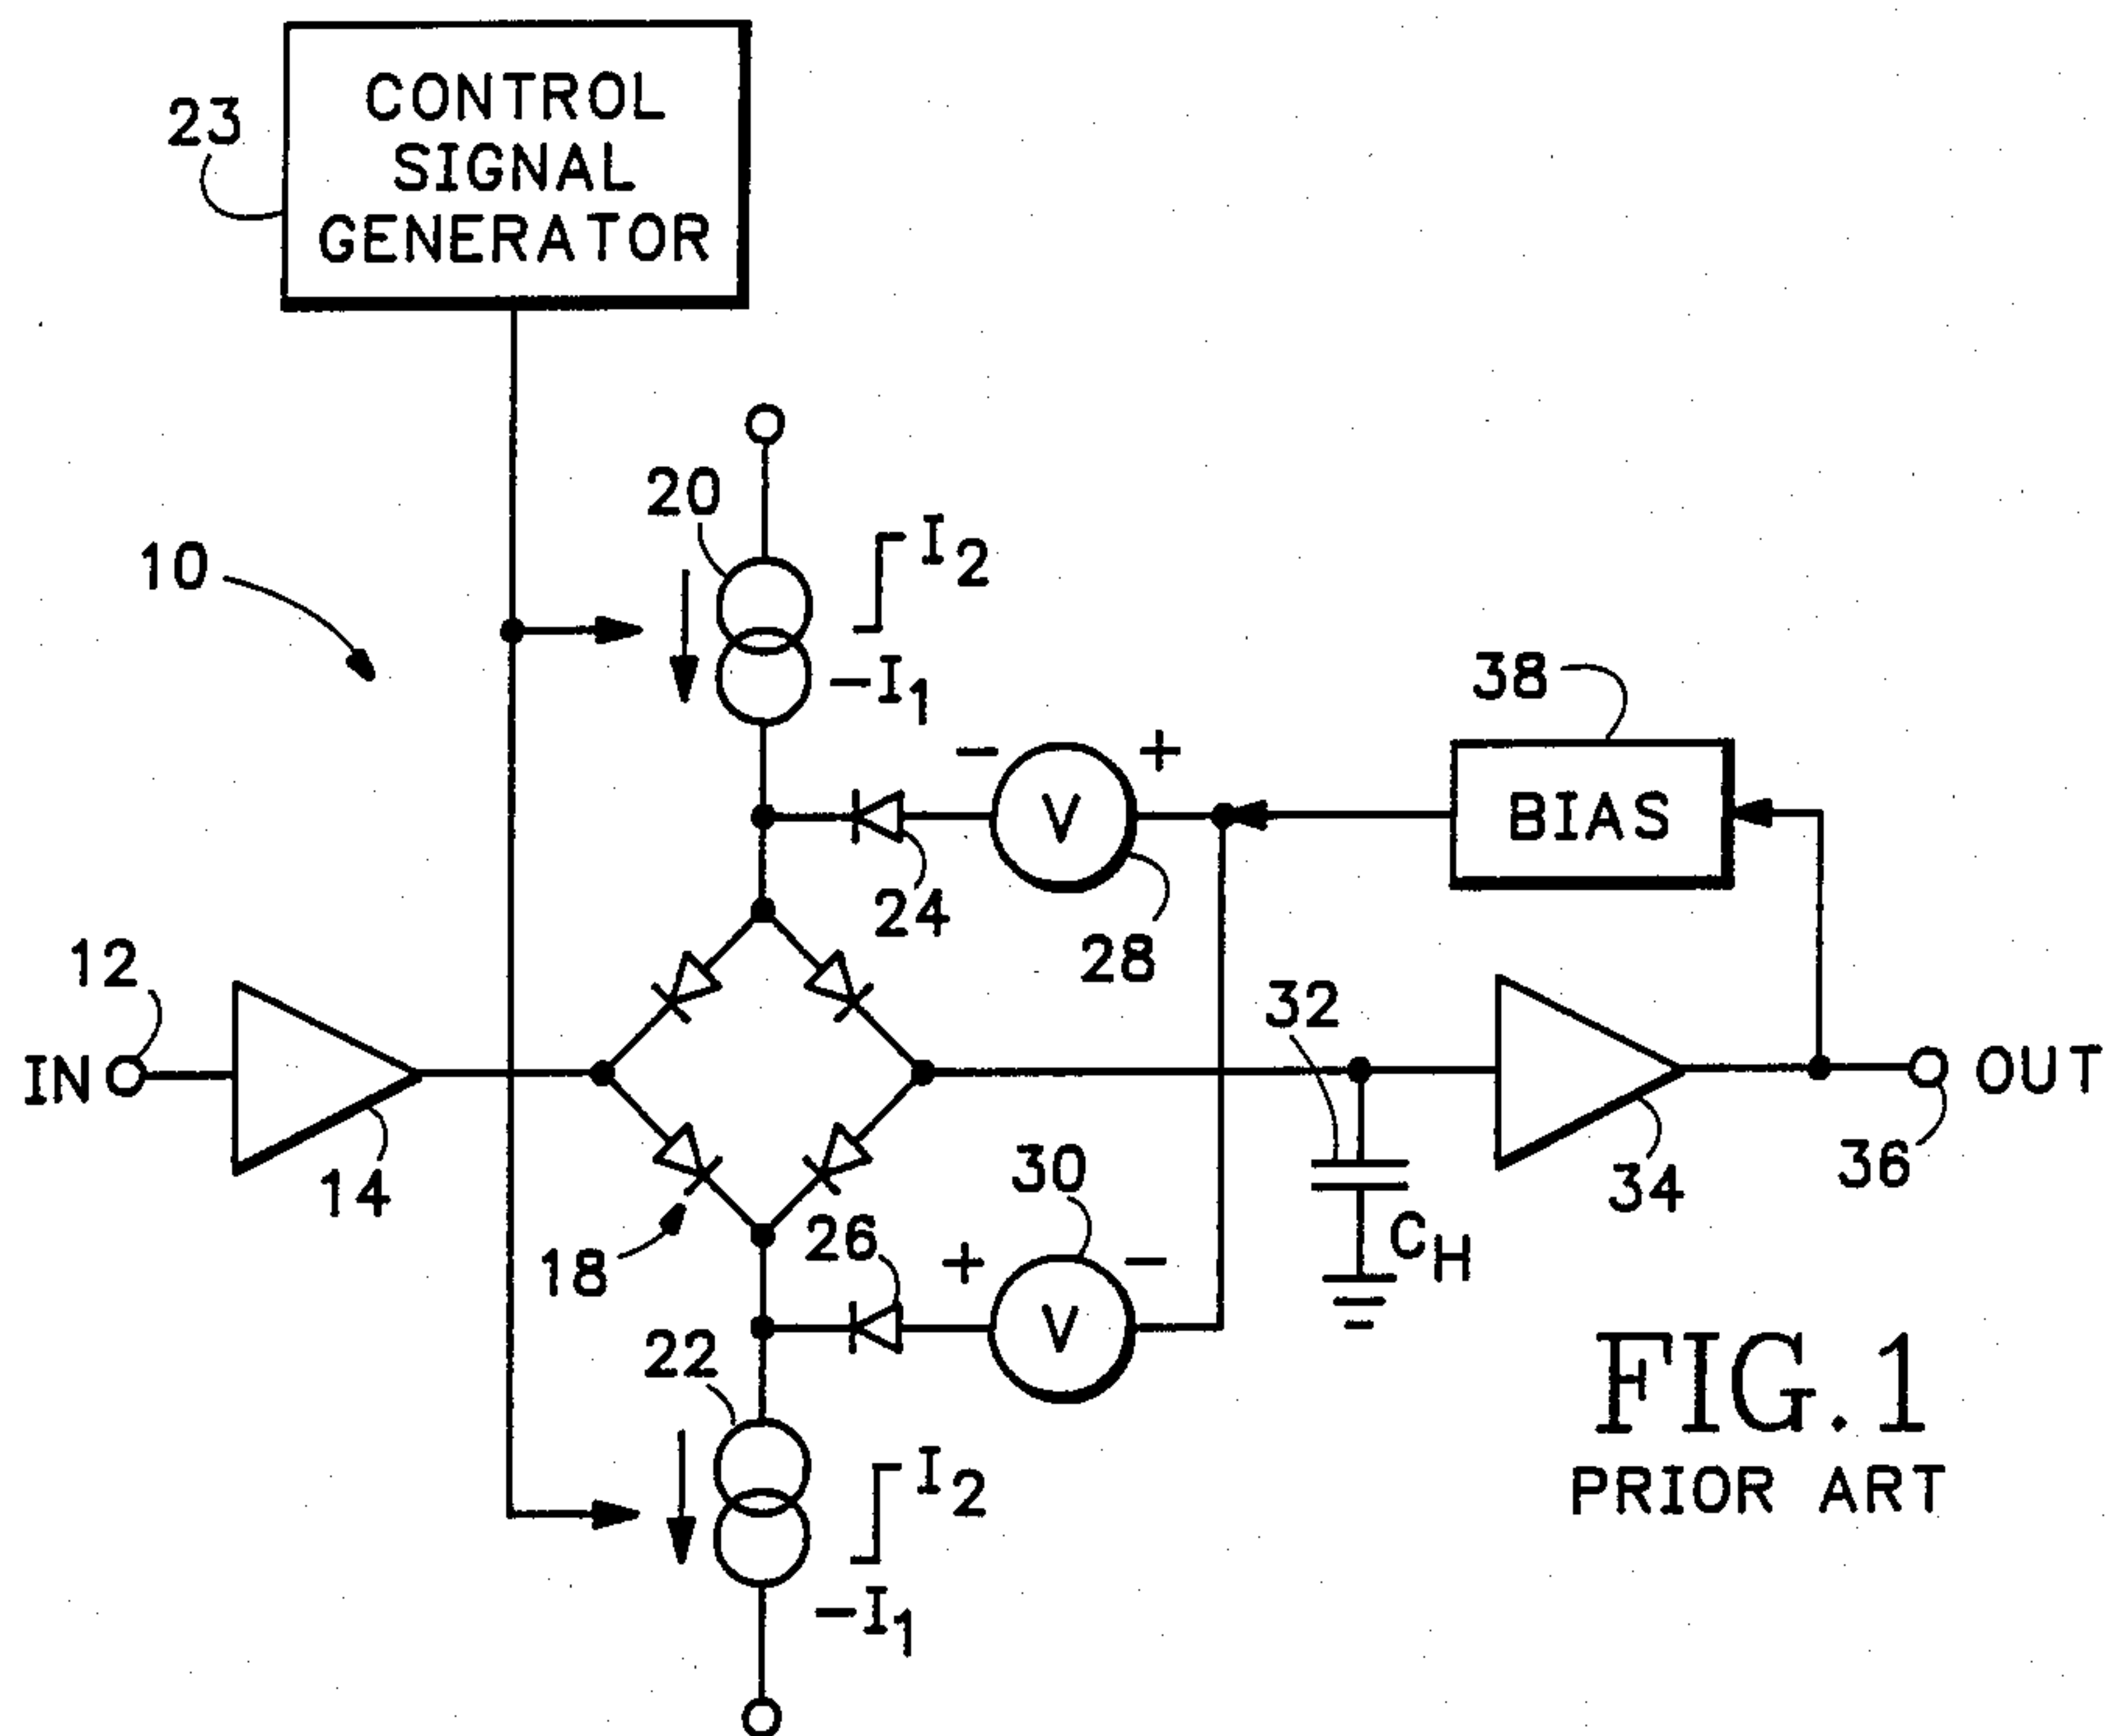 CONTROL
SIGNAL
GENERATOR
23
20
I2
10
-I1
38
- +
V
BIAS
24
28
12
32
IN
OUT
14
30
34
36
18
26
+ -
CH
V
22
FIG.1
I2
PRIOR ART
-I1